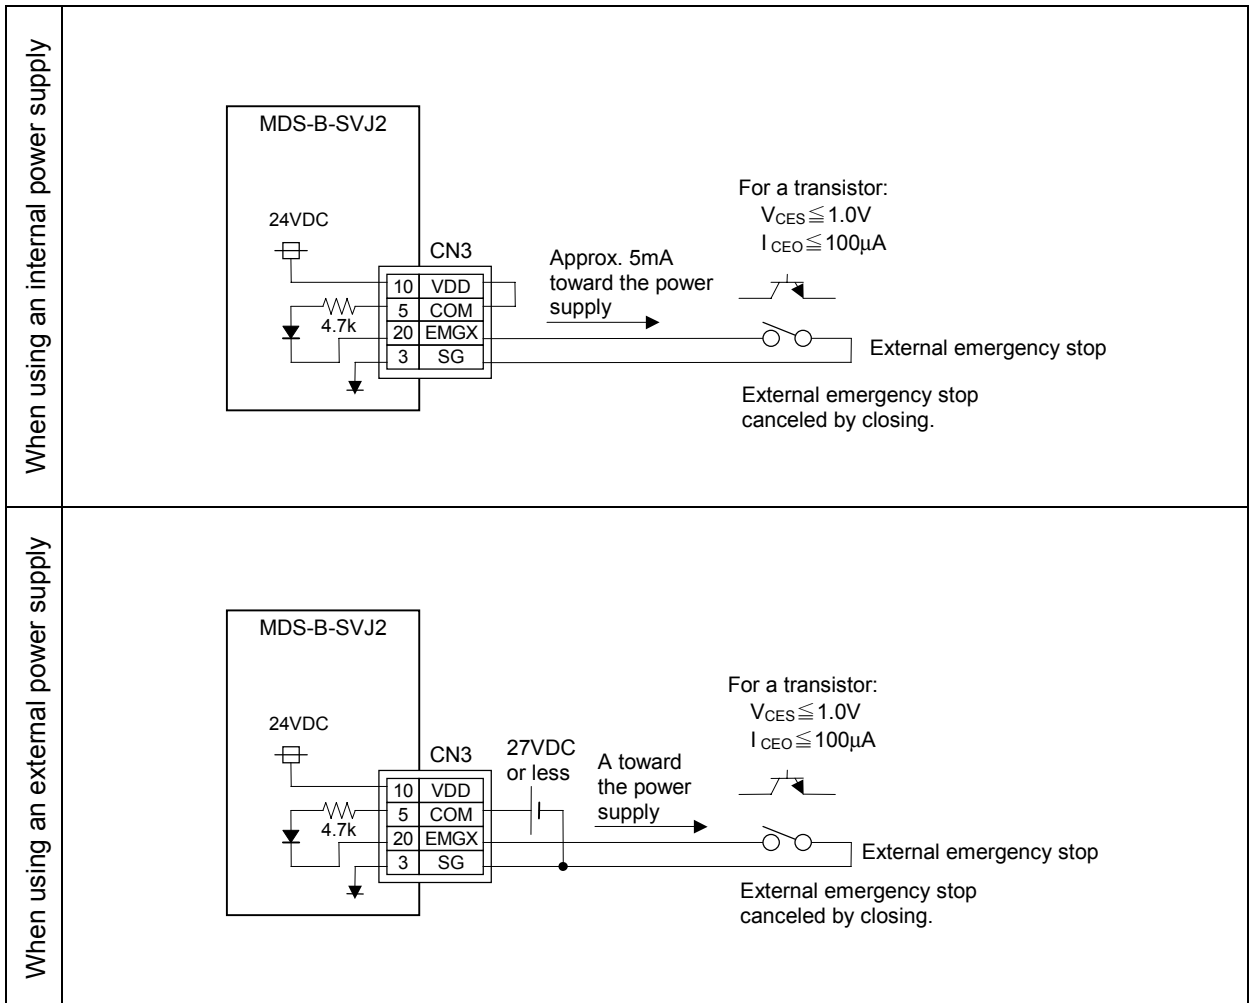 When using an internal power supply
MDS-B-SVJ2
24VDC
CN3
10 VDD
5 COM
20 EMGX
3 SG
4.7k
Approx. 5mA
toward the power
supply
For a transistor:
VCES≦1.0V
I CEO≦100µA
External emergency stop
External emergency stop
canceled by closing.
When using an external power supply
MDS-B-SVJ2
24VDC
CN3
10 VDD
5 COM
20 EMGX
3 SG
4.7k
27VDC
or less
A toward
the power
supply
For a transistor:
VCES≦1.0V
I CEO≦100µA
External emergency stop
External emergency stop
canceled by closing.